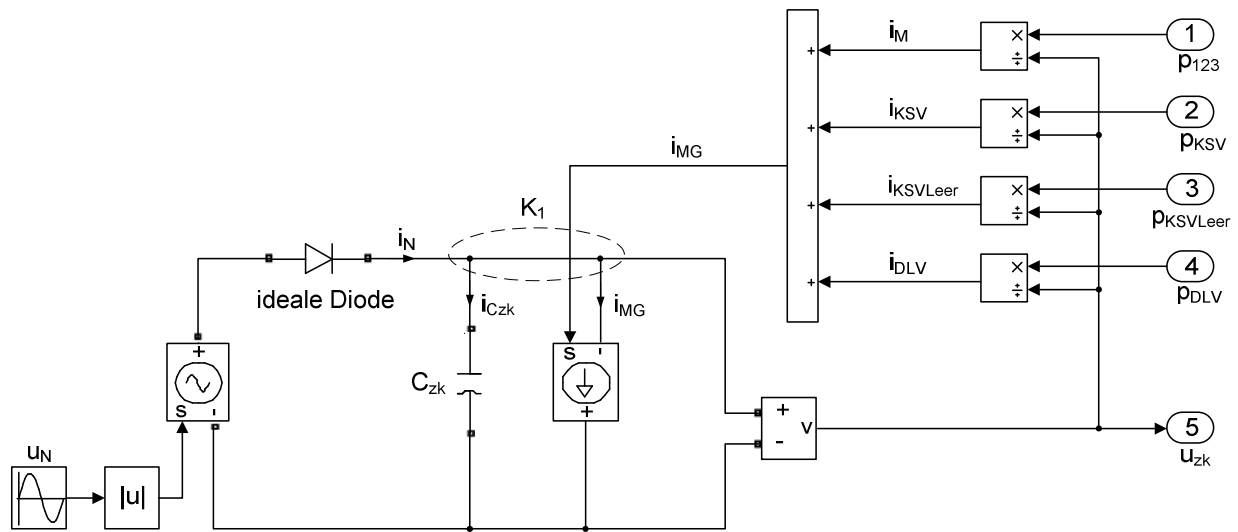 i_M
×
÷
1
p_123
+
i_KSV
×
÷
2
p_KSV
+
i_MG
i_KSVLeer
×
÷
3
p_KSVLeer
+
K_1
i_N
i_DLV
×
÷
4
p_DLV
+
ideale Diode
i_Czk
i_MG
+
S
-
C_zk
S
-
+
+
-
v
5
u_zk
u_N
|u|